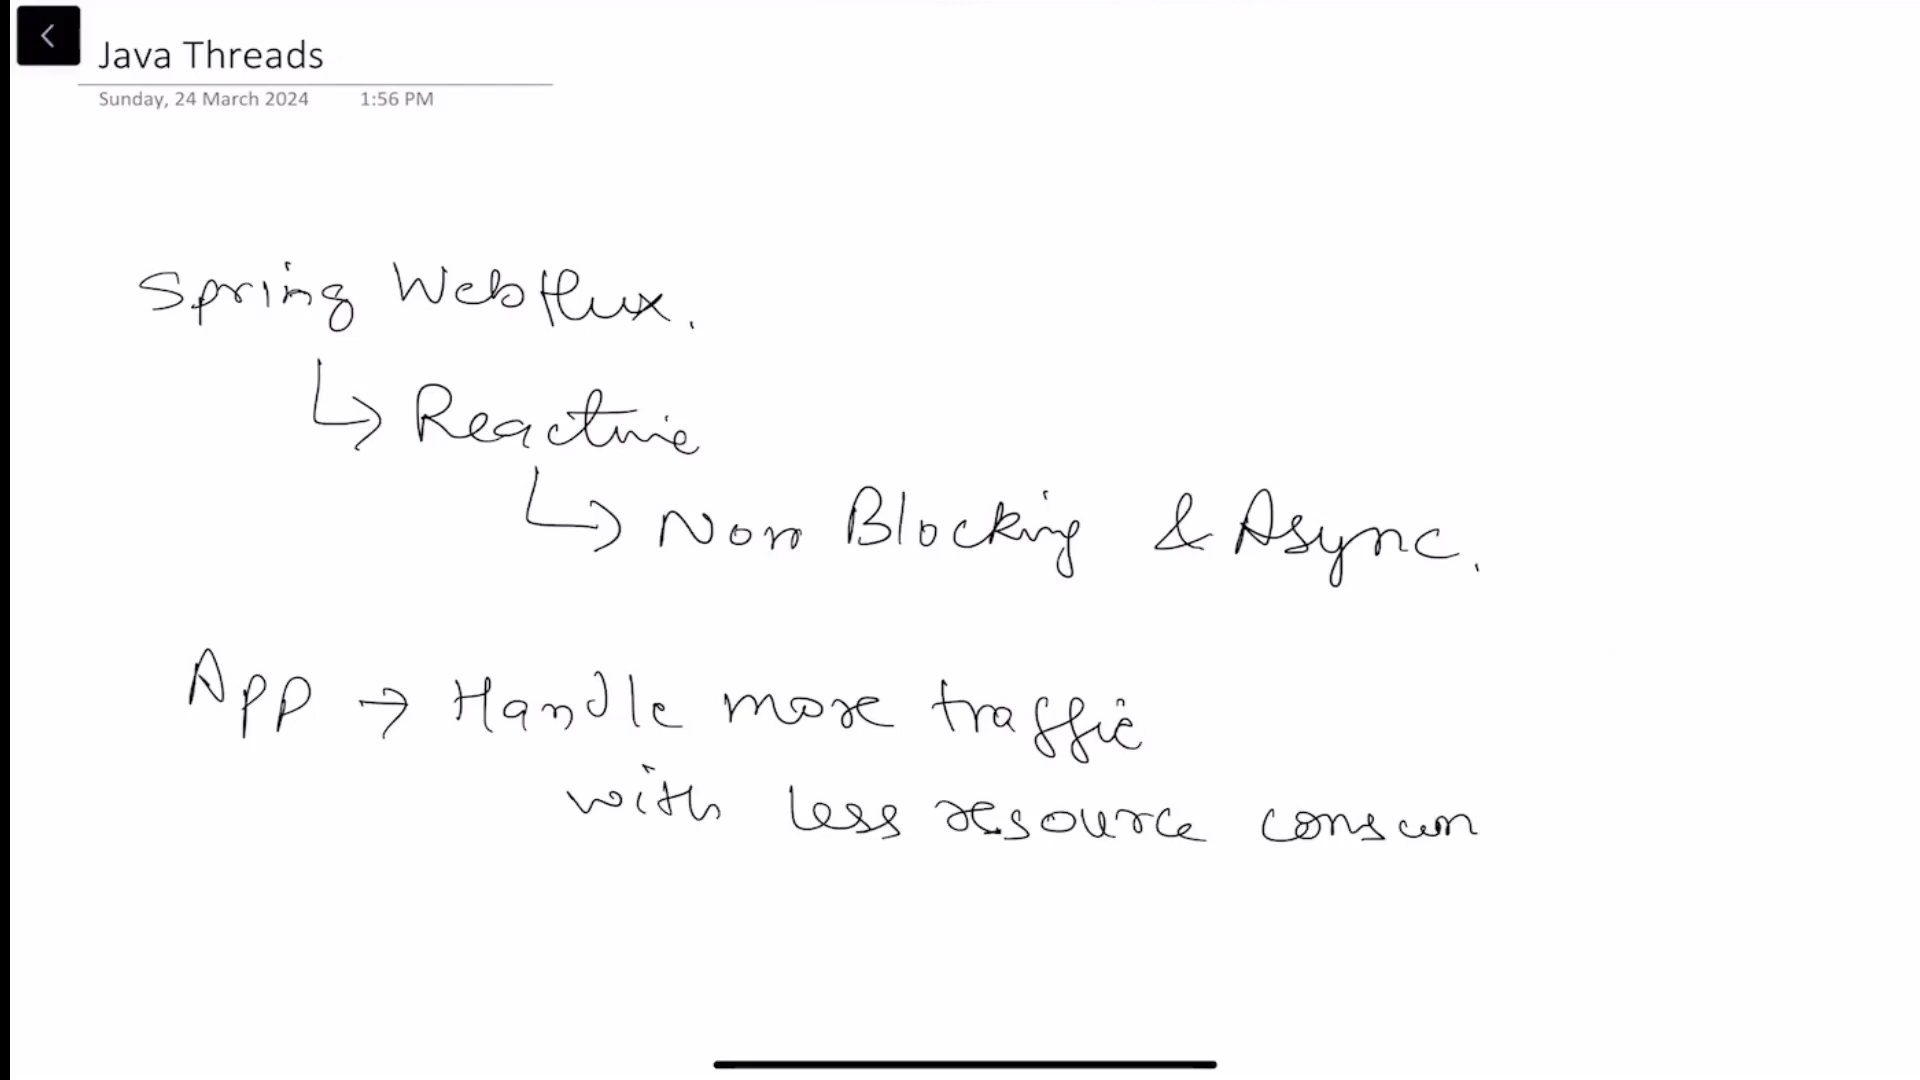 Java Threads
Sunday, 24 March 2024 1:56 PM
Spring Webflux.
↳ Reactive
↳ Non Blocking & Async.
App → Handle more traffic
with less resource consum